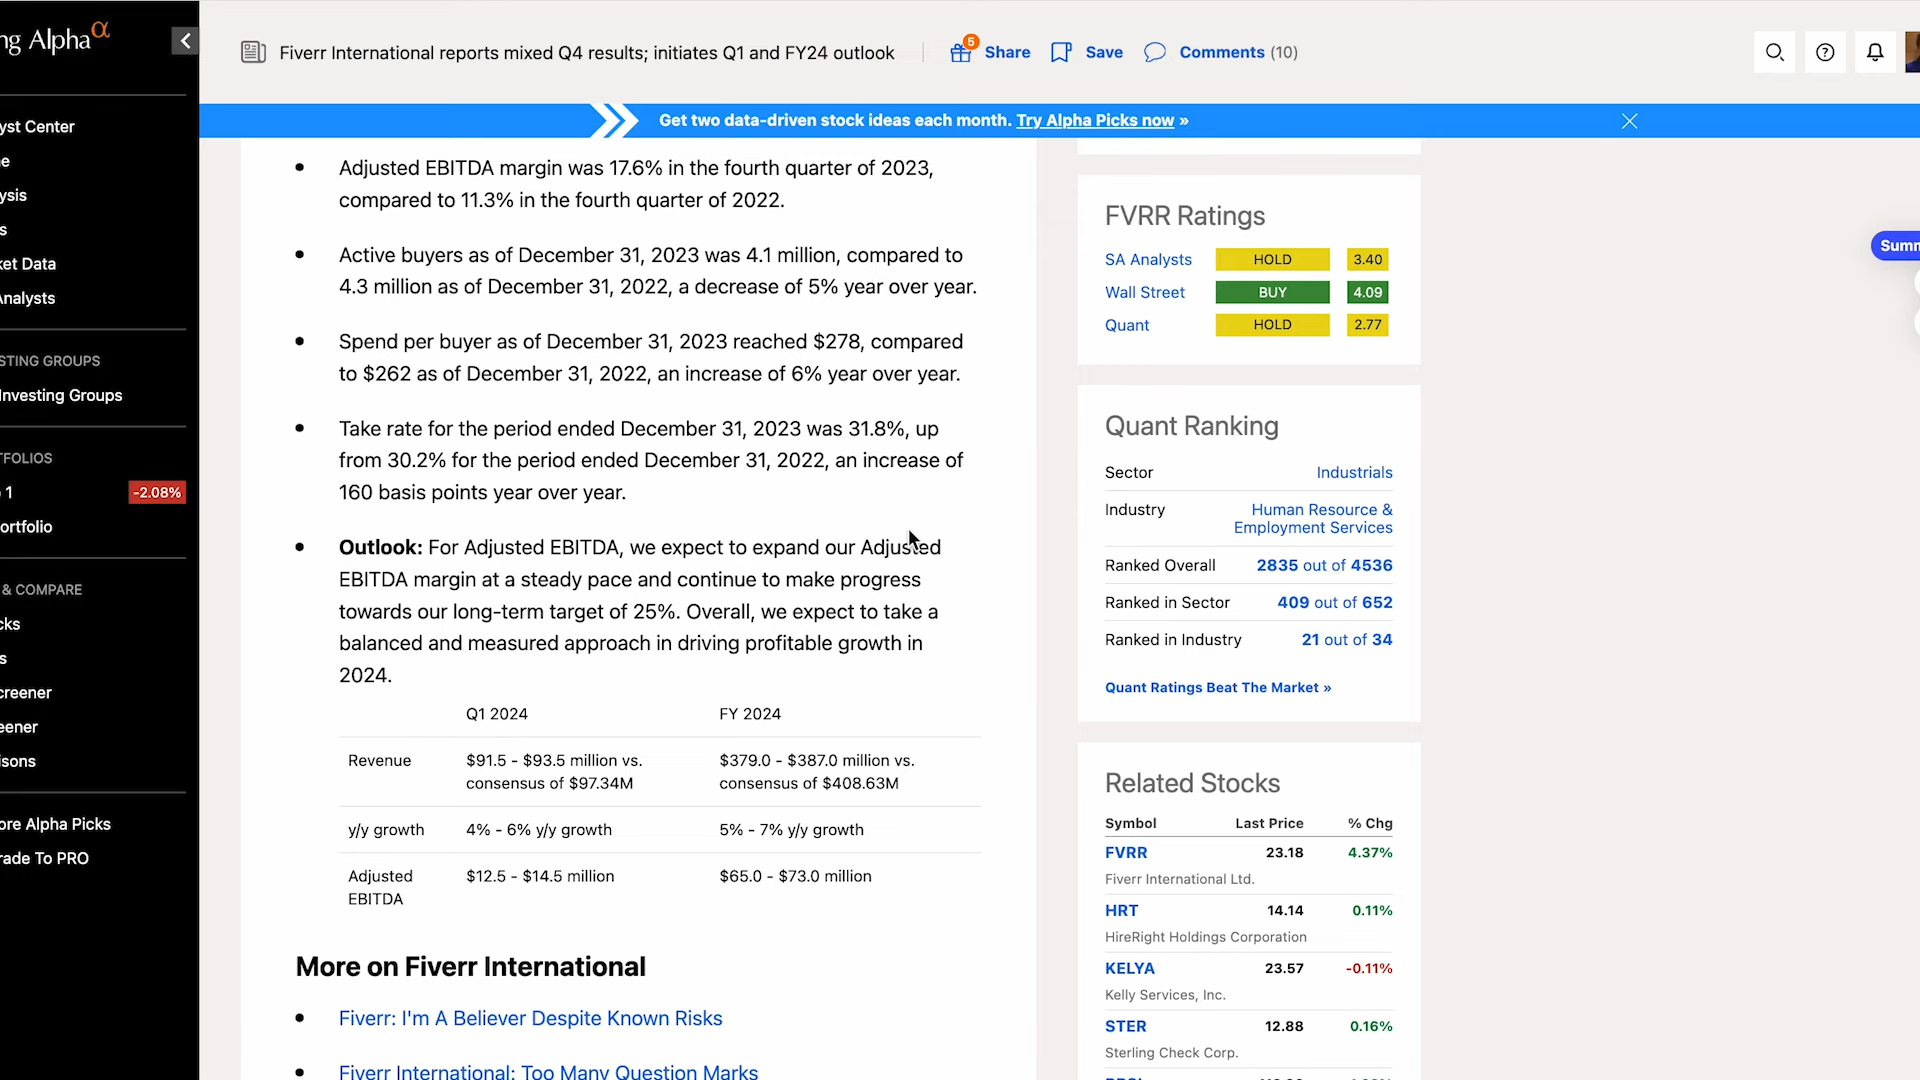 ng Alphaα
Fiverr International reports mixed Q4 results; initiates Q1 and FY24 outlook
5
Share
Save
Comments (10)
Get two data-driven stock ideas each month. Try Alpha Picks now »
yst Center
e
ysis
s
ket Data
Analysts
STING GROUPS
Investing Groups
TFOLIOS
1
-2.08%
ortfolio
& COMPARE
cks
s
creener
eener
isons
ore Alpha Picks
rade To PRO
• Adjusted EBITDA margin was 17.6% in the fourth quarter of 2023,
compared to 11.3% in the fourth quarter of 2022.
• Active buyers as of December 31, 2023 was 4.1 million, compared to
4.3 million as of December 31, 2022, a decrease of 5% year over year.
• Spend per buyer as of December 31, 2023 reached $278, compared
to $262 as of December 31, 2022, an increase of 6% year over year.
• Take rate for the period ended December 31, 2023 was 31.8%, up
from 30.2% for the period ended December 31, 2022, an increase of
160 basis points year over year.
• Outlook: For Adjusted EBITDA, we expect to expand our Adjusted
EBITDA margin at a steady pace and continue to make progress
towards our long-term target of 25%. Overall, we expect to take a
balanced and measured approach in driving profitable growth in
2024.
Q1 2024 FY 2024
Revenue $91.5 - $93.5 million vs. $379.0 - $387.0 million vs.
consensus of $97.34M consensus of $408.63M
y/y growth 4% - 6% y/y growth 5% - 7% y/y growth
Adjusted $12.5 - $14.5 million $65.0 - $73.0 million
EBITDA
More on Fiverr International
• Fiverr: I'm A Believer Despite Known Risks
• Fiverr International: Too Many Question Marks
FVRR Ratings
SA Analysts HOLD 3.40
Wall Street BUY 4.09
Quant HOLD 2.77
Quant Ranking
Sector Industrials
Industry Human Resource &
Employment Services
Ranked Overall 2835 out of 4536
Ranked in Sector 409 out of 652
Ranked in Industry 21 out of 34
Quant Ratings Beat The Market »
Related Stocks
Symbol Last Price % Chg
FVRR 23.18 4.37%
Fiverr International Ltd.
HRT 14.14 0.11%
HireRight Holdings Corporation
KELYA 23.57 -0.11%
Kelly Services, Inc.
STER 12.88 0.16%
Sterling Check Corp.
Summ